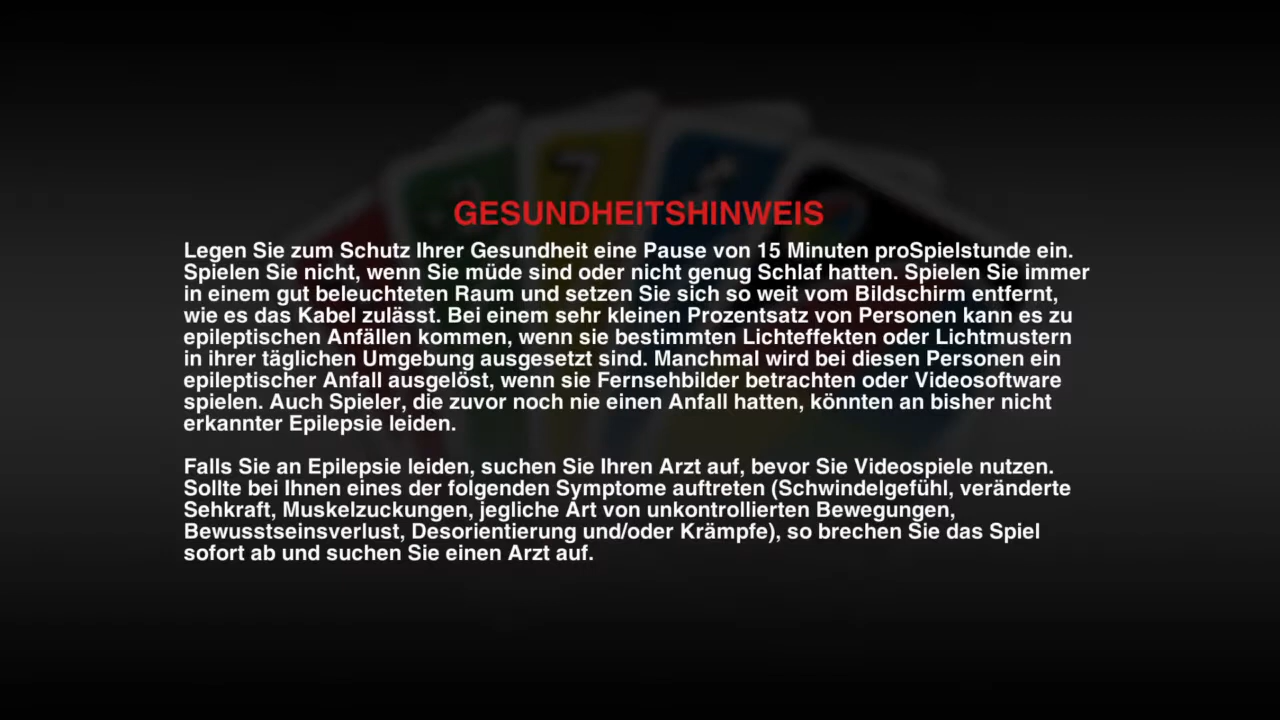 GESUNDHEITSHINWEIS
Legen Sie zum Schutz Ihrer Gesundheit eine Pause von 15 Minuten proSpielstunde ein.
Spielen Sie nicht, wenn Sie müde sind oder nicht genug Schlaf hatten. Spielen Sie immer
in einem gut beleuchteten Raum und setzen Sie sich so weit vom Bildschirm entfernt,
wie es das Kabel zulässt. Bei einem sehr kleinen Prozentsatz von Personen kann es zu
epileptischen Anfällen kommen, wenn sie bestimmten Lichteffekten oder Lichtmustern
in ihrer täglichen Umgebung ausgesetzt sind. Manchmal wird bei diesen Personen ein
epileptischer Anfall ausgelöst, wenn sie Fernsehbilder betrachten oder Videosoftware
spielen. Auch Spieler, die zuvor noch nie einen Anfall hatten, könnten an bisher nicht
erkannter Epilepsie leiden.
Falls Sie an Epilepsie leiden, suchen Sie Ihren Arzt auf, bevor Sie Videospiele nutzen.
Sollte bei Ihnen eines der folgenden Symptome auftreten (Schwindelgefühl, veränderte
Sehkraft, Muskelzuckungen, jegliche Art von unkontrollierten Bewegungen,
Bewusstseinsverlust, Desorientierung und/oder Krämpfe), so brechen Sie das Spiel
sofort ab und suchen Sie einen Arzt auf.